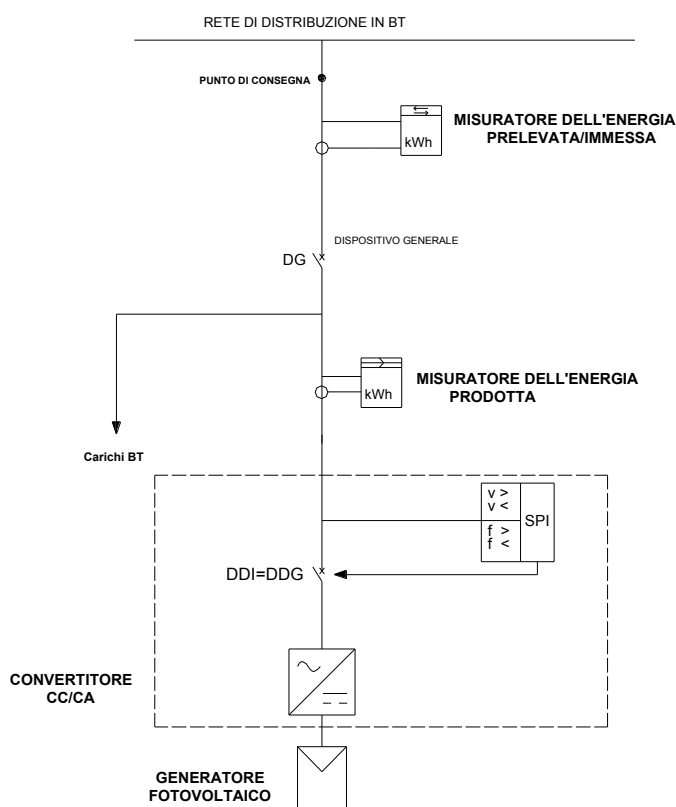 RETE DI DISTRIBUZIONE IN BT
PUNTO DI CONSEGNA
MISURATORE DELL'ENERGIA
PRELEVATA/IMMESSA
kWh
DISPOSITIVO GENERALE
DG
MISURATORE DELL'ENERGIA
PRODOTTA
kWh
Carichi BT
v >
v <
f >
f <
SPI
DDI=DDG
CONVERTITORE
CC/CA
GENERATORE
FOTOVOLTAICO